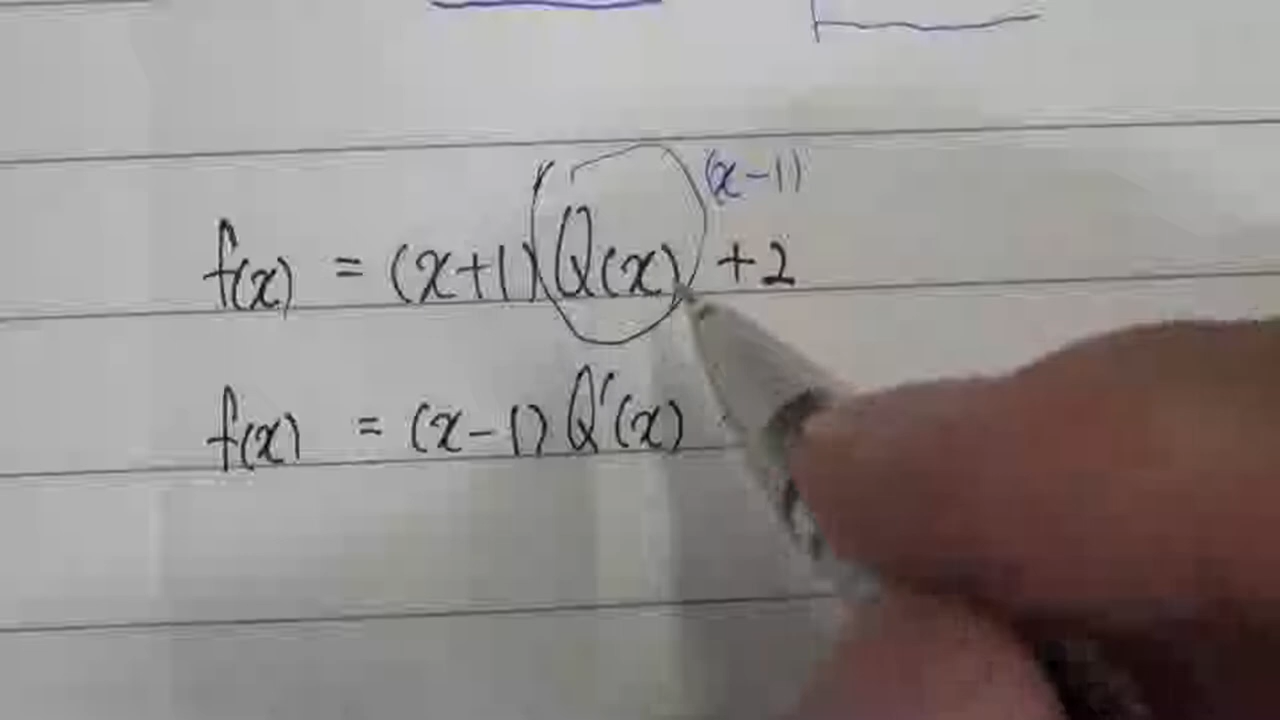 (x-1)
f(x) = (x+1) Q(x) + 2
f(x) = (x-1) Q'(x)